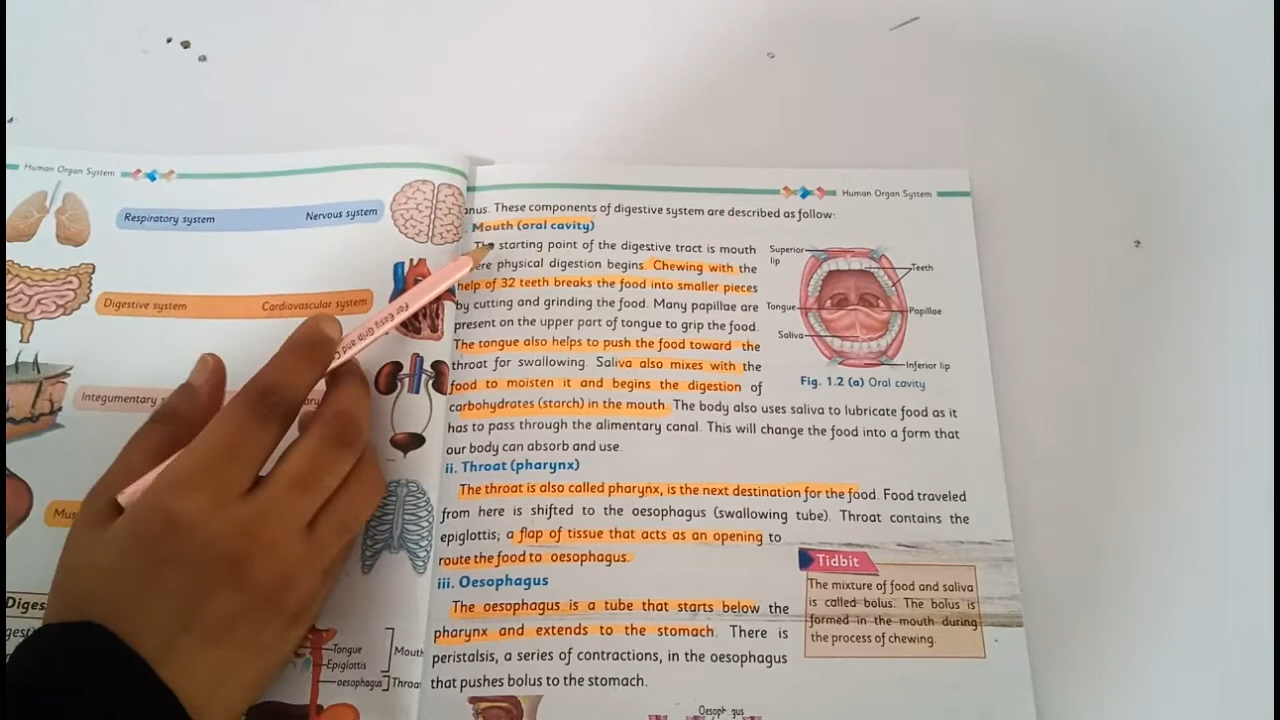 Human Organ System
Respiratory system
Nervous system
Digestive system
Cardiovascular system
Integumentary
Tongue
Epiglottis
oesophagus
Mouth
Human Organ System
anus. These components of digestive system are described as follow:
Mouth (oral cavity)
The starting point of the digestive tract is mouth
physical digestion begins. Chewing with the
help of 32 teeth breaks the food into smaller pieces
by cutting and grinding the food. Many papillae are
present on the upper part of tongue to grip the food.
The tongue also helps to push the food toward the
throat for swallowing. Saliva also mixes with the
food to moisten it and begins the digestion of
carbohydrates (starch) in the mouth. The body also uses saliva to lubricate food as it
has to pass through the alimentary canal. This will change the food into a form that
our body can absorb and use.
Superior
lip
Teeth
Tongue
Papillae
Saliva
Inferior lip
Fig. 1.2 (a) Oral cavity
ii. Throat (pharynx)
The throat is also called pharynx, is the next destination for the food. Food traveled
from here is shifted to the oesophagus (swallowing tube). Throat contains the
epiglottis; a flap of tissue that acts as an opening to
route the food to oesophagus.
iii. Oesophagus
The oesophagus is a tube that starts below the
pharynx and extends to the stomach. There is
peristalsis, a series of contractions, in the oesophagus
that pushes bolus to the stomach.
Tidbit
The mixture of food and saliva
is called bolus. The bolus is
formed in the mouth during
the process of chewing.
For Easy Grip and